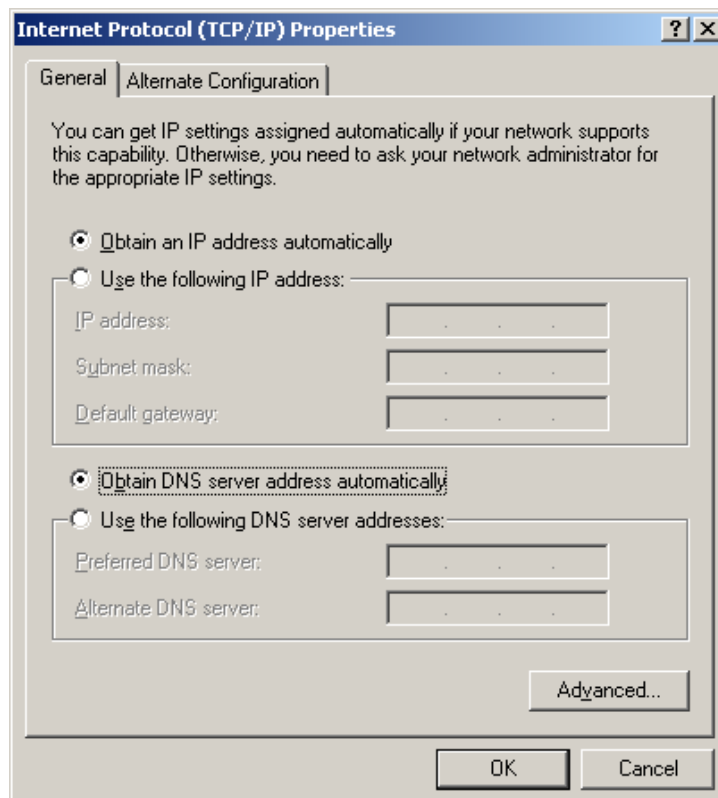 Internet Protocol (TCP/IP) Properties
General
Alternate Configuration
You can get IP settings assigned automatically if your network supports
this capability. Otherwise, you need to ask your network administrator for
the appropriate IP settings.
Obtain an IP address automatically
Use the following IP address:
IP address:
Subnet mask:
Default gateway:
Obtain DNS server address automatically
Use the following DNS server addresses:
Preferred DNS server:
Alternate DNS server:
Advanced...
OK
Cancel